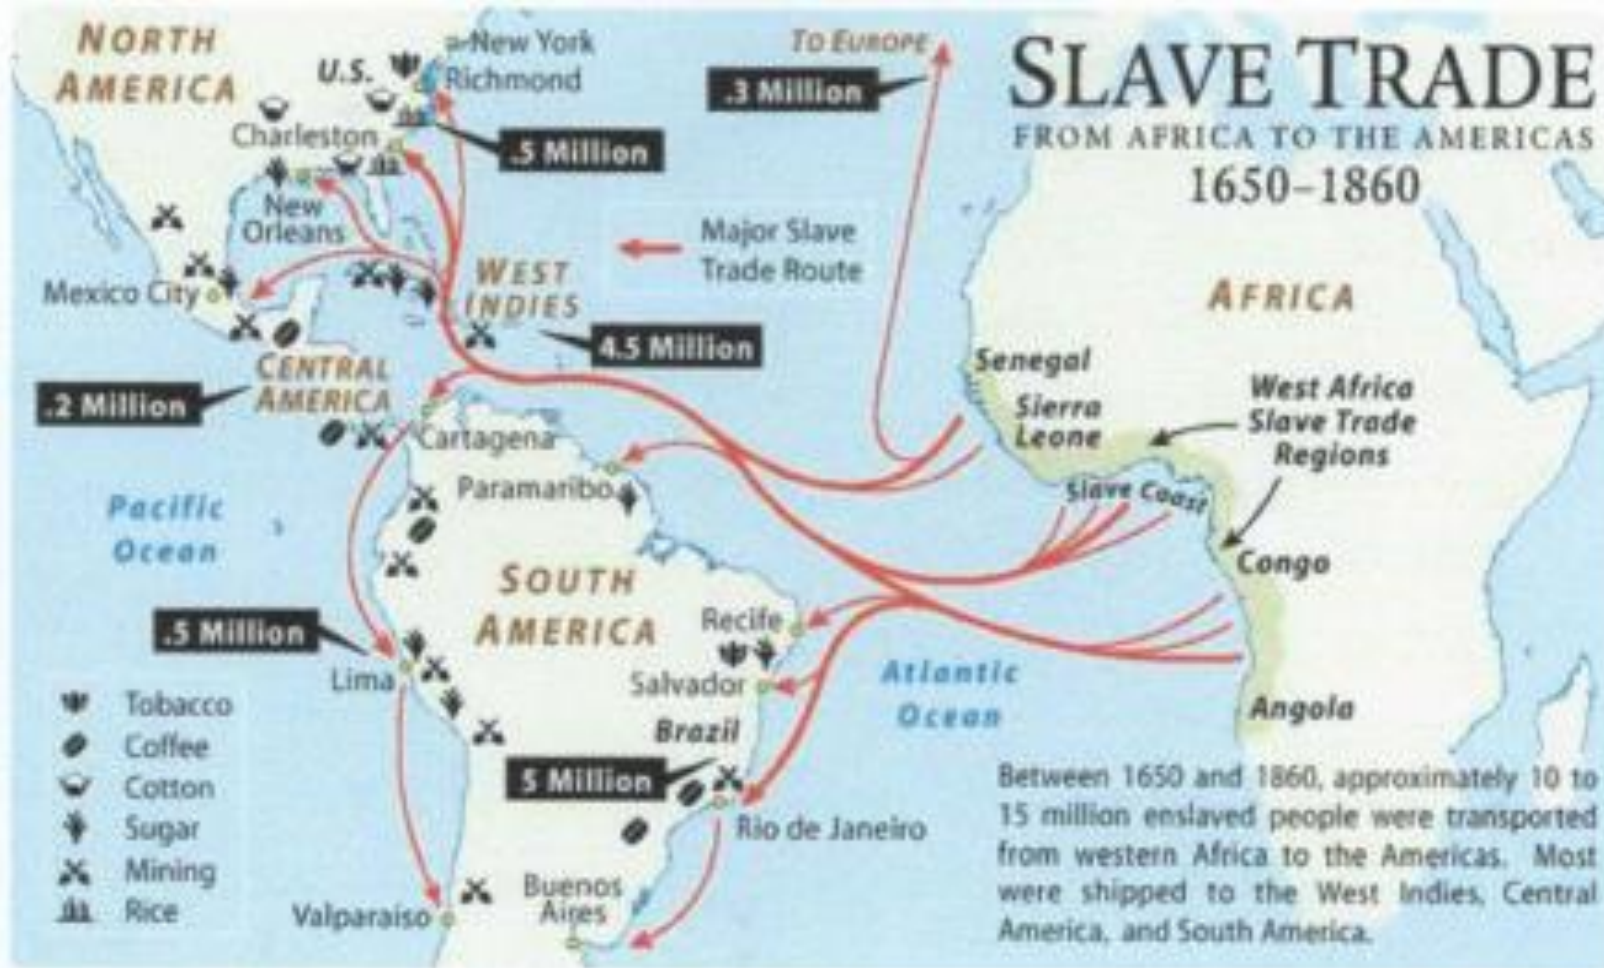 SLAVE TRADE
FROM AFRICA TO THE AMERICAS
1650–1860
NORTH
AMERICA
U.S.
New York
Richmond
Charleston
.5 Million
New
Orleans
TO EUROPE
.3 Million
Major Slave
Trade Route
Mexico City
WEST
INDIES
4.5 Million
CENTRAL
AMERICA
.2 Million
AFRICA
Senegal
Sierra
Leone
West Africa
Slave Trade
Regions
Slave Coast
Congo
Angola
Cartagena
Paramaribo
Pacific
Ocean
SOUTH
AMERICA
Recife
Salvador
Brazil
.5 Million
Lima
5 Million
Rio de Janeiro
Atlantic
Ocean
Buenos
Aires
Valparaiso
Tobacco
Coffee
Cotton
Sugar
Mining
Rice
Between 1650 and 1860, approximately 10 to
15 million enslaved people were transported
from western Africa to the Americas. Most
were shipped to the West Indies, Central
America, and South America.